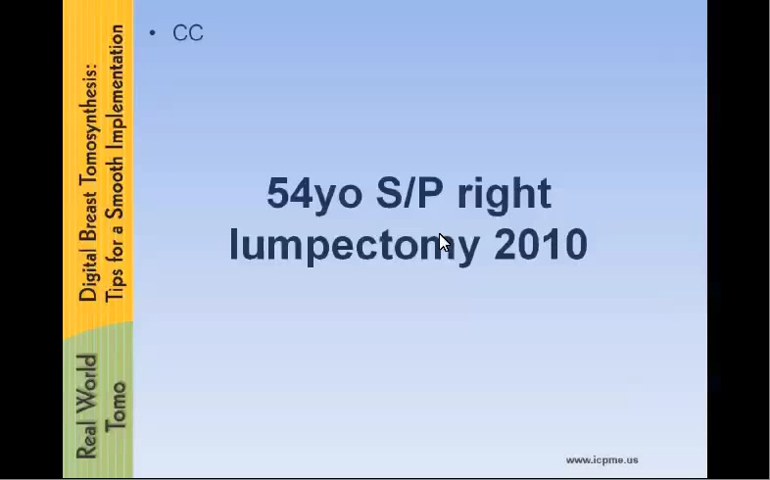 • CC
54yo S/P right
lumpectomy 2010
Digital Breast Tomosynthesis:
Tips for a Smooth Implementation
Real World
Tomo
www.icpme.us